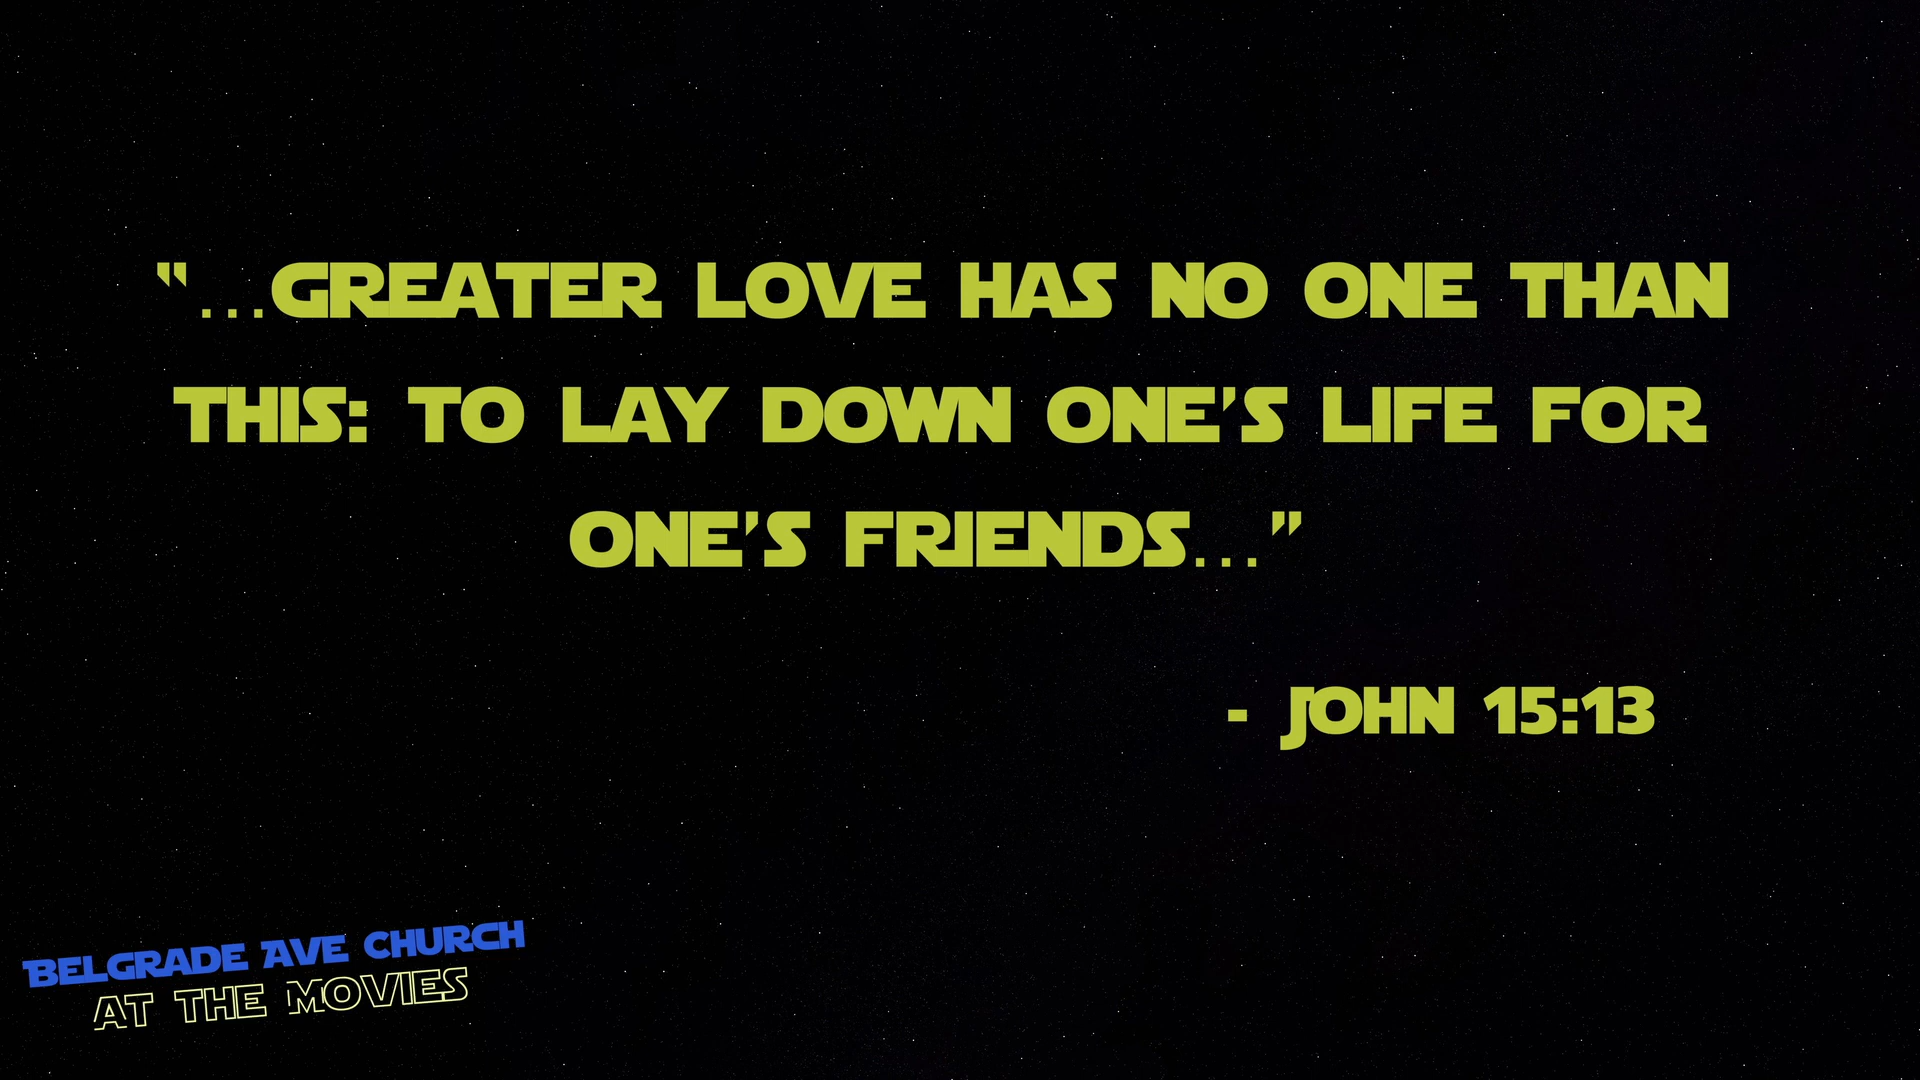 "...GREATER LOVE HAS NO ONE THAN
THIS: TO LAY DOWN ONE'S LIFE FOR
ONE'S FRIENDS..."
- JOHN 15:13
BELGRADE AVE CHURCH
AT THE MOVIES